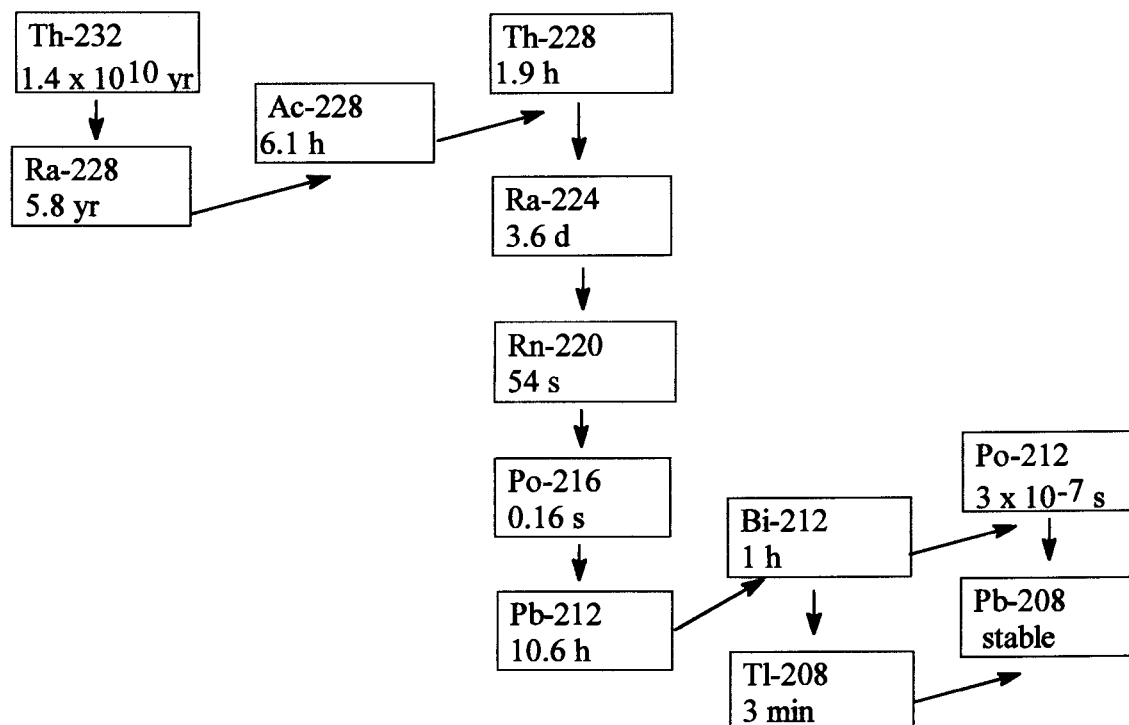 Th-232
1.4 x 10^10 yr
Ra-228
5.8 yr
Ac-228
6.1 h
Th-228
1.9 h
Ra-224
3.6 d
Rn-220
54 s
Po-216
0.16 s
Pb-212
10.6 h
Bi-212
1 h
Tl-208
3 min
Po-212
3 x 10^-7 s
Pb-208
stable